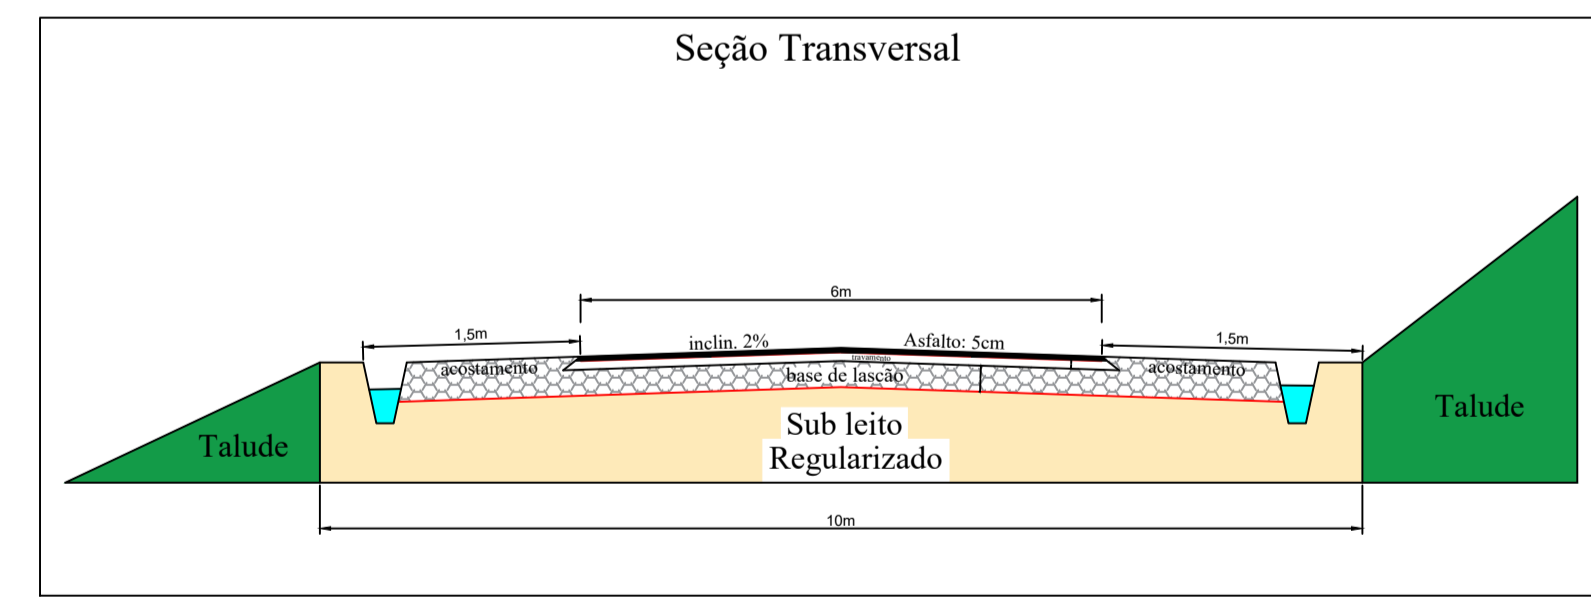 Seção Transversal
6m
1,5m
1,5m
inclin. 2%
Asfalto: 5cm
travamento
acostamento
base de lascão
acostamento
Sub leito
Regularizado
Talude
Talude
10m